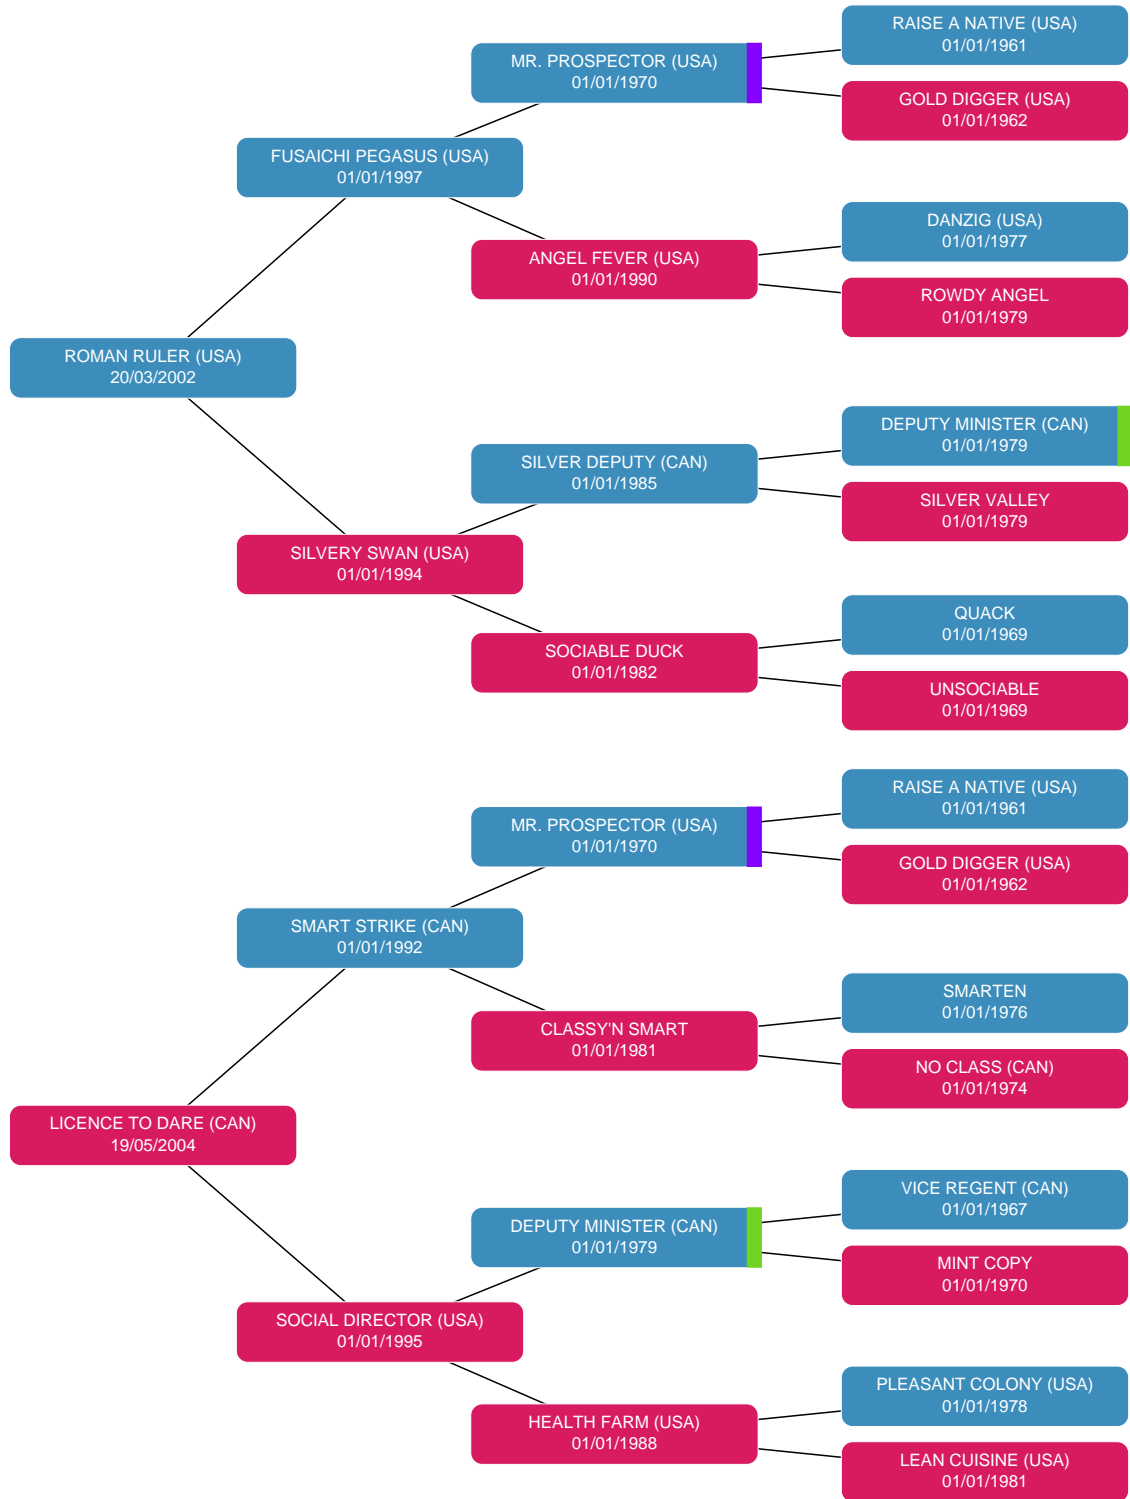 RAISE A NATIVE (USA)
01/01/1961
MR. PROSPECTOR (USA)
01/01/1970
GOLD DIGGER (USA)
01/01/1962
FUSAICHI PEGASUS (USA)
01/01/1997
DANZIG (USA)
01/01/1977
ANGEL FEVER (USA)
01/01/1990
ROWDY ANGEL
01/01/1979
ROMAN RULER (USA)
20/03/2002
DEPUTY MINISTER (CAN)
01/01/1979
SILVER DEPUTY (CAN)
01/01/1985
SILVER VALLEY
01/01/1979
SILVERY SWAN (USA)
01/01/1994
QUACK
01/01/1969
SOCIABLE DUCK
01/01/1982
UNSOCIABLE
01/01/1969
RAISE A NATIVE (USA)
01/01/1961
MR. PROSPECTOR (USA)
01/01/1970
GOLD DIGGER (USA)
01/01/1962
SMART STRIKE (CAN)
01/01/1992
SMARTEN
01/01/1976
CLASSY'N SMART
01/01/1981
NO CLASS (CAN)
01/01/1974
LICENCE TO DARE (CAN)
19/05/2004
VICE REGENT (CAN)
01/01/1967
DEPUTY MINISTER (CAN)
01/01/1979
MINT COPY
01/01/1970
SOCIAL DIRECTOR (USA)
01/01/1995
PLEASANT COLONY (USA)
01/01/1978
HEALTH FARM (USA)
01/01/1988
LEAN CUISINE (USA)
01/01/1981